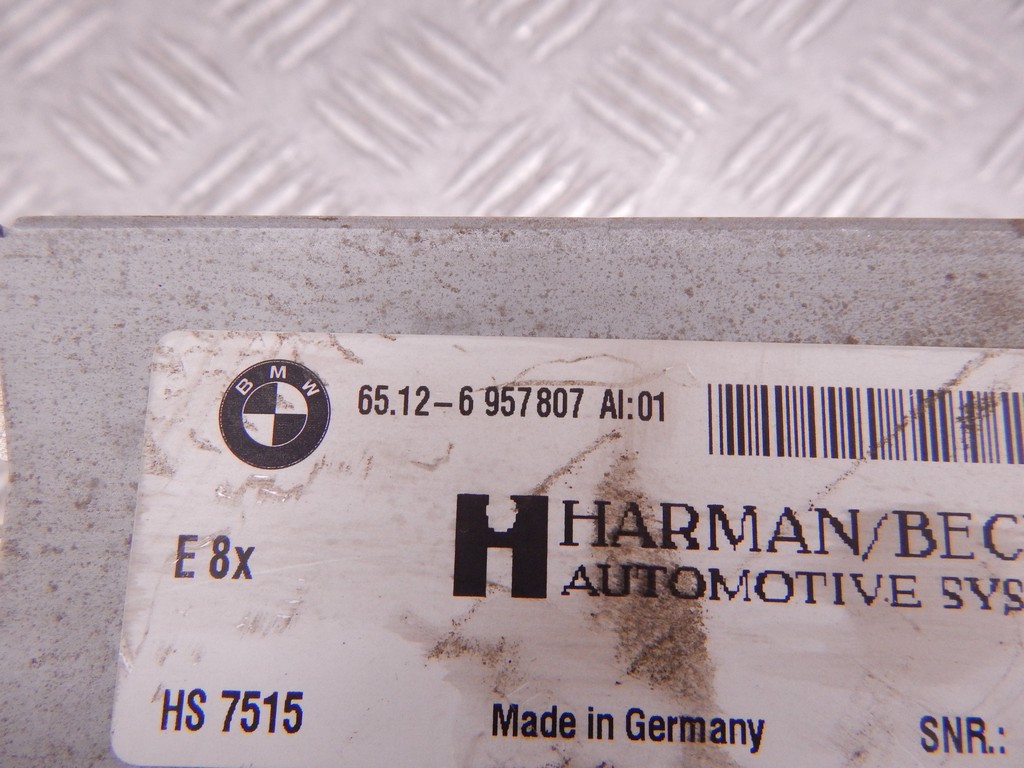 BMW
65.12-6 957807 AI:01
HARMAN/BEC
AUTOMOTIVE SYS
E 8x
HS 7515
Made in Germany
SNR.: